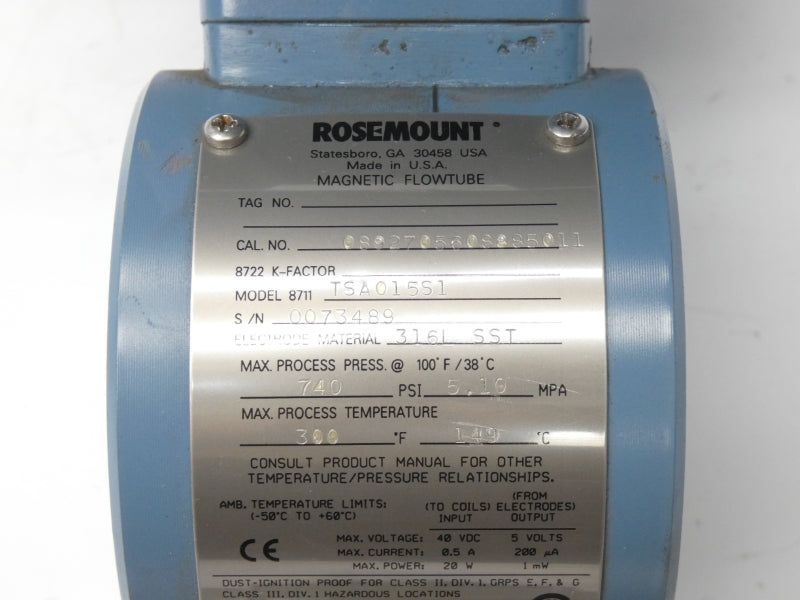 ROSEMOUNT
Statesboro, GA 30458 USA
Made in U.S.A.
MAGNETIC FLOWTUBE
TAG NO.
CAL. NO.
8722 K-FACTOR
MODEL 8711 TSA015S1
S/N 0073489
ELECTRODE MATERIAL 316L SST
MAX. PROCESS PRESS. @ 100°F/38°C
740 PSI 5.10 MPA
MAX. PROCESS TEMPERATURE
300 °F 149 °C
CONSULT PRODUCT MANUAL FOR OTHER
TEMPERATURE/PRESSURE RELATIONSHIPS.
AMB. TEMPERATURE LIMITS:
(-50°C TO +60°C)
(FROM
(TO COILS) ELECTRODES)
INPUT OUTPUT
MAX. VOLTAGE: 40 VDC 5 VOLTS
MAX. CURRENT: 0.5 A 200 µA
MAX. POWER: 20 W 1 mW
CE
DUST-IGNITION PROOF FOR CLASS II, DIV. 1, GRPS E, F, & G
CLASS III, DIV. 1 HAZARDOUS LOCATIONS